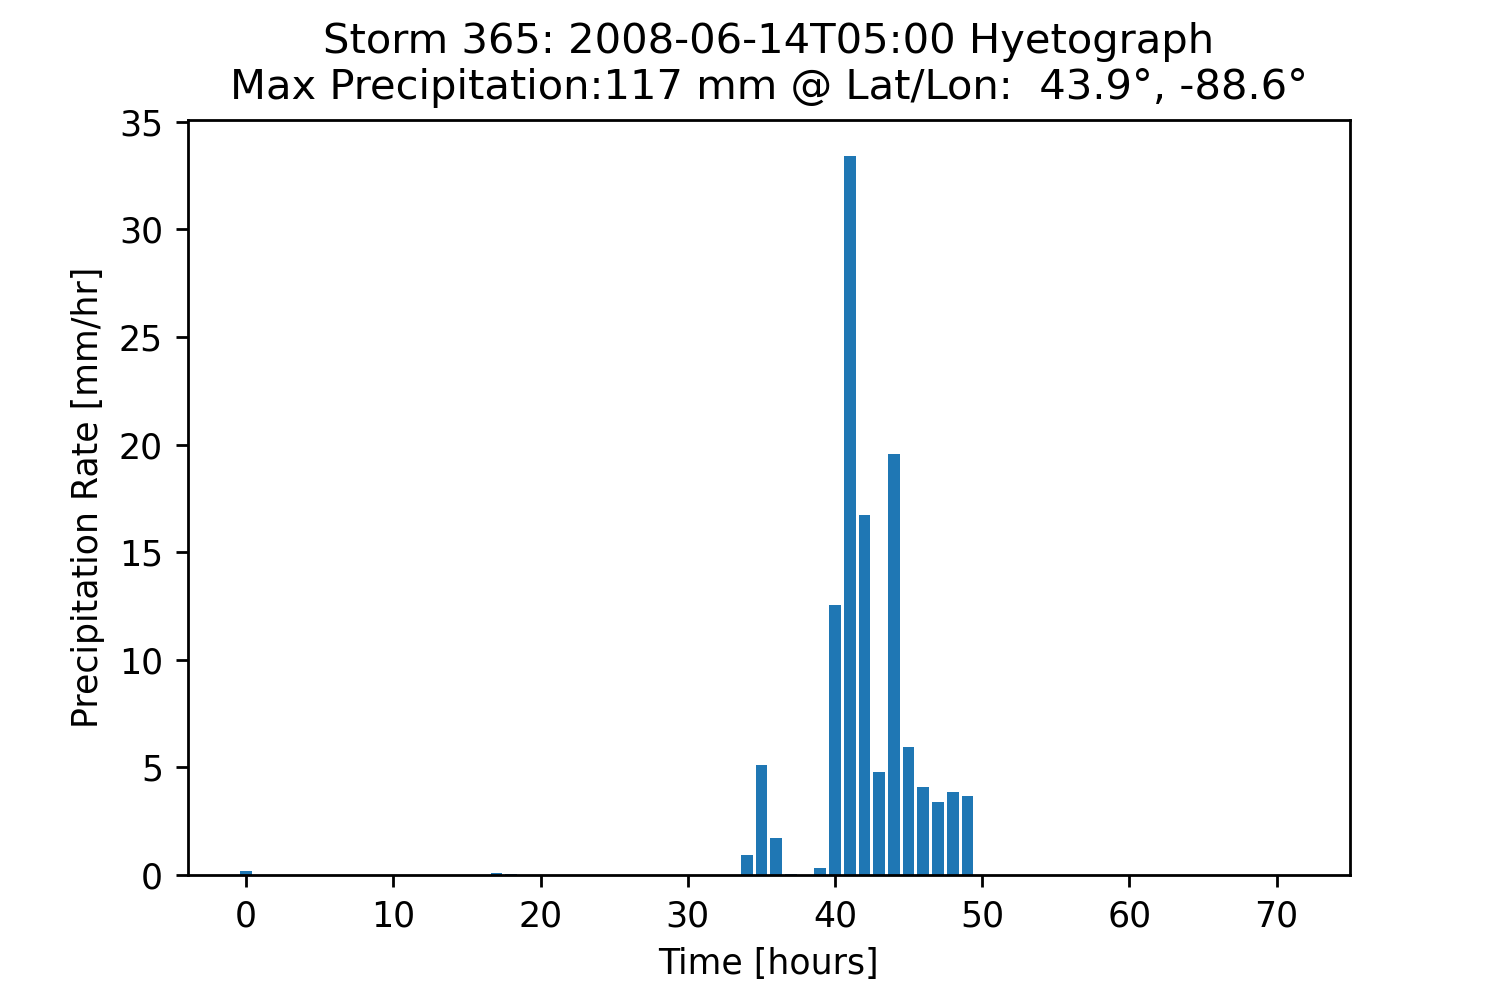 Storm 365: 2008-06-14T05:00 Hyetograph
Max Precipitation:117 mm @ Lat/Lon:  43.9°, -88.6°
35
30
25
20
15
10
5
0
Precipitation Rate [mm/hr]
0 10 20 30 40 50 60 70
Time [hours]